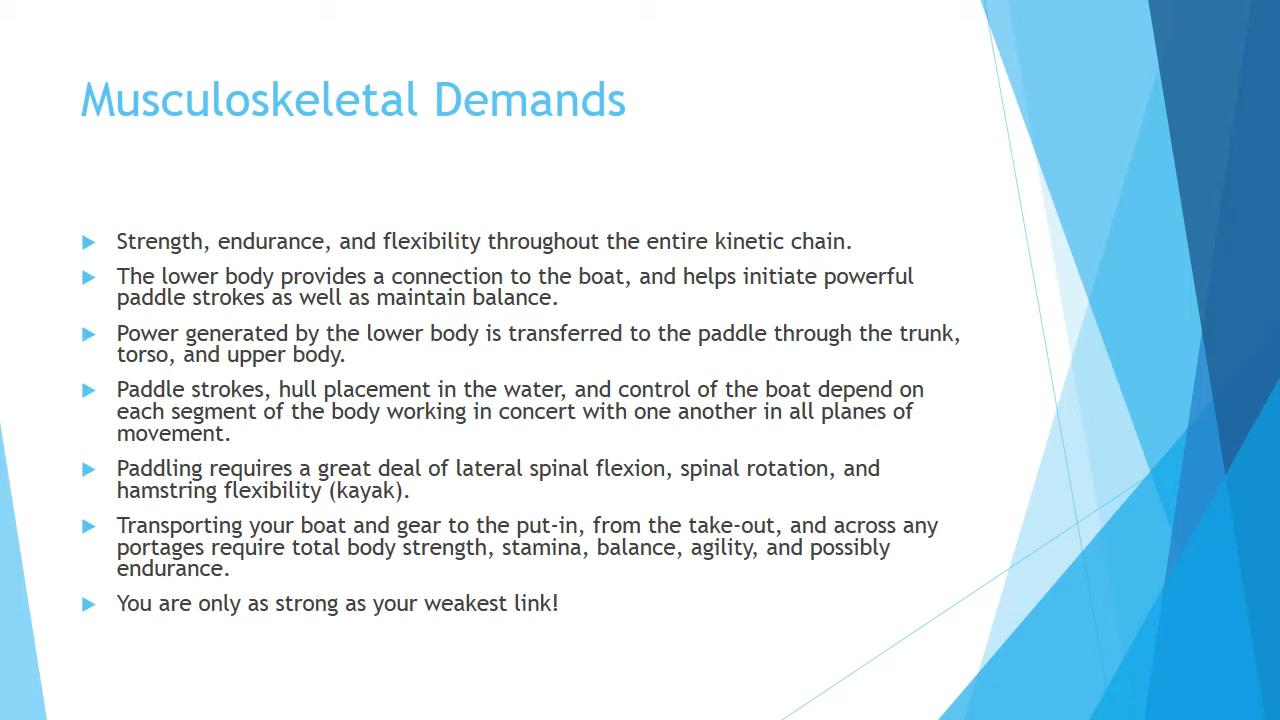 Musculoskeletal Demands
Strength, endurance, and flexibility throughout the entire kinetic chain.
The lower body provides a connection to the boat, and helps initiate powerful
paddle strokes as well as maintain balance.
Power generated by the lower body is transferred to the paddle through the trunk,
torso, and upper body.
Paddle strokes, hull placement in the water, and control of the boat depend on
each segment of the body working in concert with one another in all planes of
movement.
Paddling requires a great deal of lateral spinal flexion, spinal rotation, and
hamstring flexibility (kayak).
Transporting your boat and gear to the put-in, from the take-out, and across any
portages require total body strength, stamina, balance, agility, and possibly
endurance.
You are only as strong as your weakest link!